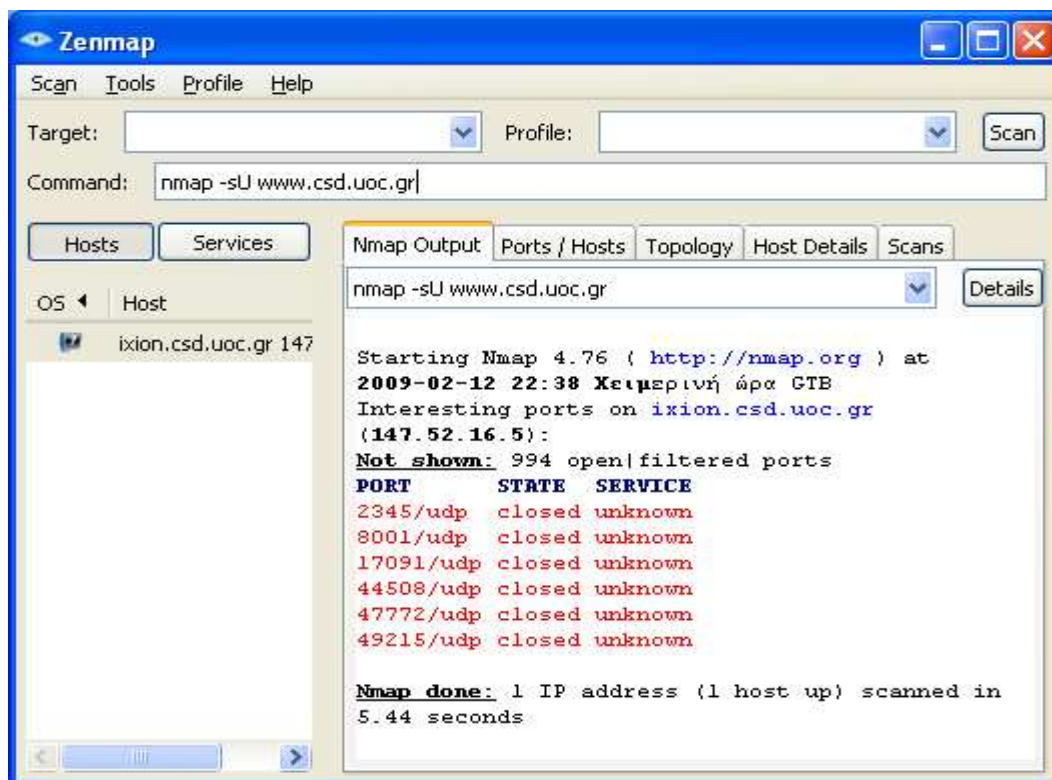 Zenmap
Scan Tools Profile Help
Target: Profile: Scan
Command: nmap -sU www.csd.uoc.gr
Hosts Services
Nmap Output Ports / Hosts Topology Host Details Scans
nmap -sU www.csd.uoc.gr Details
OS Host
ixion.csd.uoc.gr 147
Starting Nmap 4.76 ( http://nmap.org ) at
2009-02-12 22:38 Χειμερινή ώρα GTB
Interesting ports on ixion.csd.uoc.gr
(147.52.16.5):
Not shown: 994 open|filtered ports
PORT STATE SERVICE
2345/udp closed unknown
8001/udp closed unknown
17091/udp closed unknown
44508/udp closed unknown
47772/udp closed unknown
49215/udp closed unknown
Nmap done: 1 IP address (1 host up) scanned in
5.44 seconds